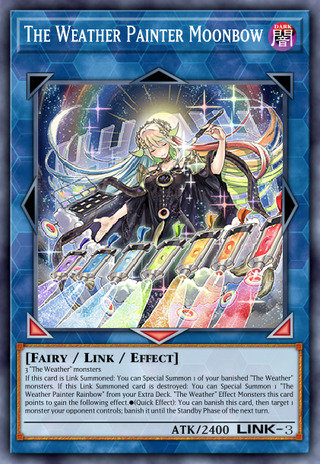 The Weather Painter Moonbow
DARK
闇
[Fairy / Link / Effect]
3 "The Weather" monsters
If this card is Link Summoned: You can Special Summon 1 of your banished "The Weather"
monsters. If this Link Summoned card is destroyed: You can Special Summon 1 "The
Weather Painter Rainbow" from your Extra Deck. "The Weather" Effect Monsters this card
points to gain the following effect.●(Quick Effect): You can banish this card, then target 1
monster your opponent controls; banish it until the Standby Phase of the next turn.
ATK/2400 LINK-3